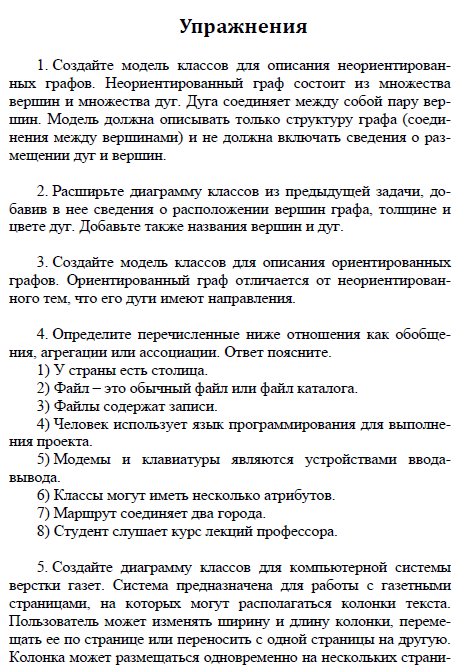 Упражнения
1. Создайте модель классов для описания неориентирован-
ных графов. Неориентированный граф состоит из множества
вершин и множества дуг. Дуга соединяет между собой пару вер-
шин. Модель должна описывать только структуру графа (соеди-
нения между вершинами) и не должна включать сведения о раз-
мещении дуг и вершин.
2. Расширьте диаграмму классов из предыдущей задачи, до-
бавив в нее сведения о расположении вершин графа, толщине и
цвете дуг. Добавьте также названия вершин и дуг.
3. Создайте модель классов для описания ориентированных
графов. Ориентированный граф отличается от неориентирован-
ного тем, что его дуги имеют направления.
4. Определите перечисленные ниже отношения как обобще-
ния, агрегации или ассоциации. Ответ поясните.
1) У страны есть столица.
2) Файл – это обычный файл или файл каталога.
3) Файлы содержат записи.
4) Человек использует язык программирования для выполне-
ния проекта.
5) Модемы и клавиатуры являются устройствами ввода-
вывода.
6) Классы могут иметь несколько атрибутов.
7) Маршрут соединяет два города.
8) Студент слушает курс лекций профессора.
5. Создайте диаграмму классов для компьютерной системы
верстки газет. Система предназначена для работы с газетными
страницами, на которых могут располагаться колонки текста.
Пользователь может изменять ширину и длину колонки, переме-
щать ее по странице или переносить с одной страницы на другую.
Колонка может размещаться одновременно на нескольких страни-